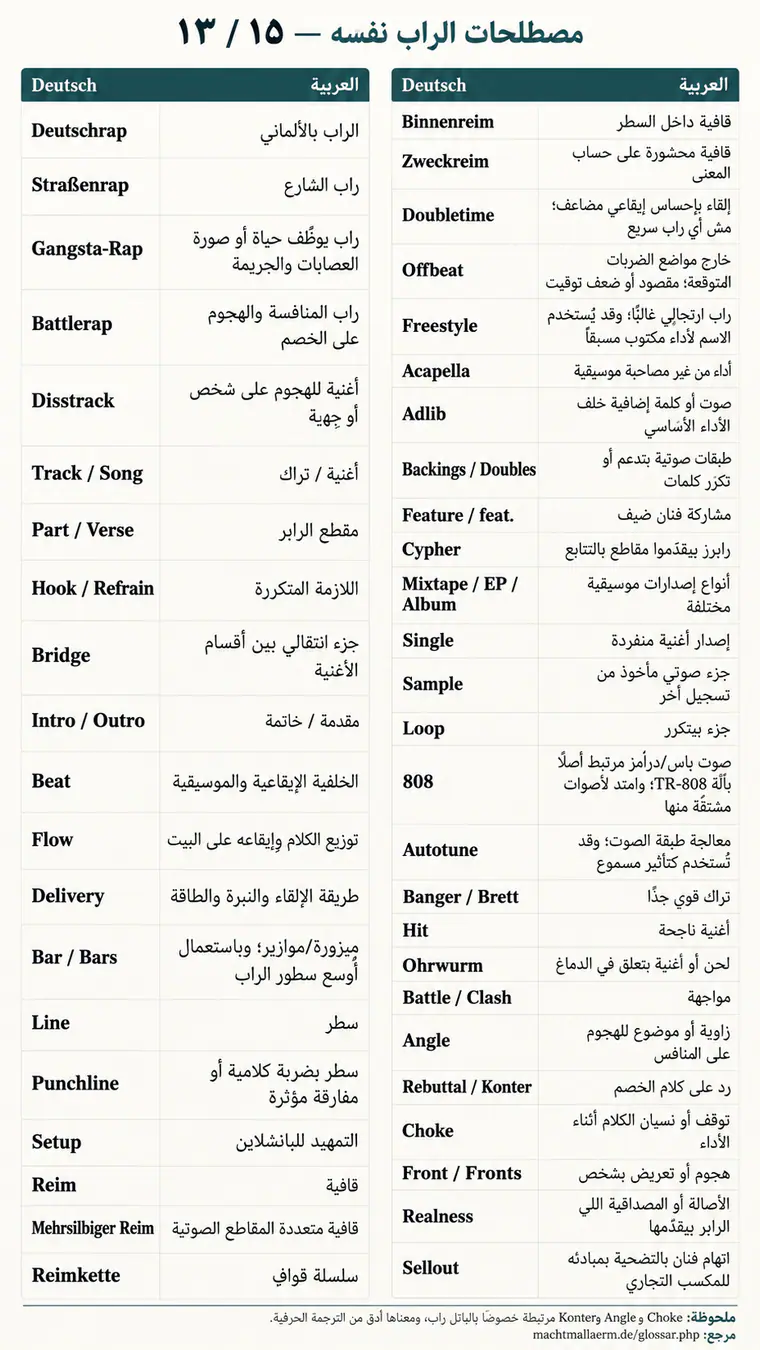 مصطلحات الراب نفسه — ١٥ / ١٣
Deutsch العربية
Deutschrap الراب بالألماني
Straßenrap راب الشارع
Gangsta-Rap راب يوظّف حياة أو صورة
العصابات والجريمة
Battlerap راب المنافسة والهجوم
على الخصم
Disstrack أغنية للهجوم على شخص
أو جِهية
Track / Song أغنية / تراك
Part / Verse مقطع الرابر
Hook / Refrain اللازمة المتكررة
Bridge جزء انتقالي بين أقسام
الأغنية
Intro / Outro مقدمة / خاتمة
Beat الخلفية الإيقاعية والموسيقية
Flow توزيع الكلام وإيقاعه على البيت
Delivery طريقة الإلقاء والنبرة والطاقة
Bar / Bars ميزورة/موازير؛ وباستعمال
أوسع سطور الراب
Line سطر
Punchline سطر بضربة كلامية أو
مفارقة مؤثرة
Setup التمهيد للبانشلاين
Reim قافية
Mehrsilbiger Reim قافية متعددة المقاطع الصوتية
Reimkette سلسلة قوافٍ
Deutsch العربية
Binnenreim قافية داخل السطر
Zweckreim قافية محشورة على حساب
المعنى
Doubletime إلقاء بإحساس إيقاعي مضاعف؛
مش أي راب سريع
Offbeat خارج مواضع الضربات
المتوقعة؛ مقصود أو ضعف توقيت
Freestyle راب ارتجالي غالبًا؛ وقد يُستخدم
الاسم لأداء مكتوب مسبقاً
Acapella أداء من غير مصاحبة موسيقية
Adlib صوت أو كلمة إضافية خلف
الأداء الأساسي
Backings / Doubles طبقات صوتية بتدعم أو
تكرّر كلمات
Feature / feat. مشاركة فنان ضيف
Cypher رابرز بيقدّموا مقاطع بالتتابع
Mixtape / EP /
Album أنواع إصدارات موسيقية
مختلفة
Single إصدار أغنية منفردة
Sample جزء صوتي مأخوذ من
تسجيل أخر
Loop جزء بيتكرر
808 صوت باس/درامز مرتبط أصلًا
بآلة TR-808؛ وامتد لأصوات
مشتقّة منها
Autotune معالجة طبقة الصوت؛ وقد
تُستخدم كتأثير مسموع
Banger / Brett تراك قوي جدًا
Hit أغنية ناجحة
Ohrwurm لحن أو أغنية بتعلق في الدماغ
Battle / Clash مواجهة
Angle زاوية أو موضوع للهجوم
على المنافس
Rebuttal / Konter رد على كلام الخصم
Choke توقف أو نسيان الكلام أثناء
الأداء
Front / Fronts هجوم أو تعريض بشخص
Realness الأصالة أو المصداقية اللي
الرابر بيقدّمها
Sellout اتهام فنان بالتضحية بمبادئه
للمكسب التجاري
ملحوظة: Choke و Angle وKonter مرتبطة خصوصًا بالباتل راب، ومعناها أدق من الترجمة الحرفية.
مرجع: machtmallaerm.de/glossar.php